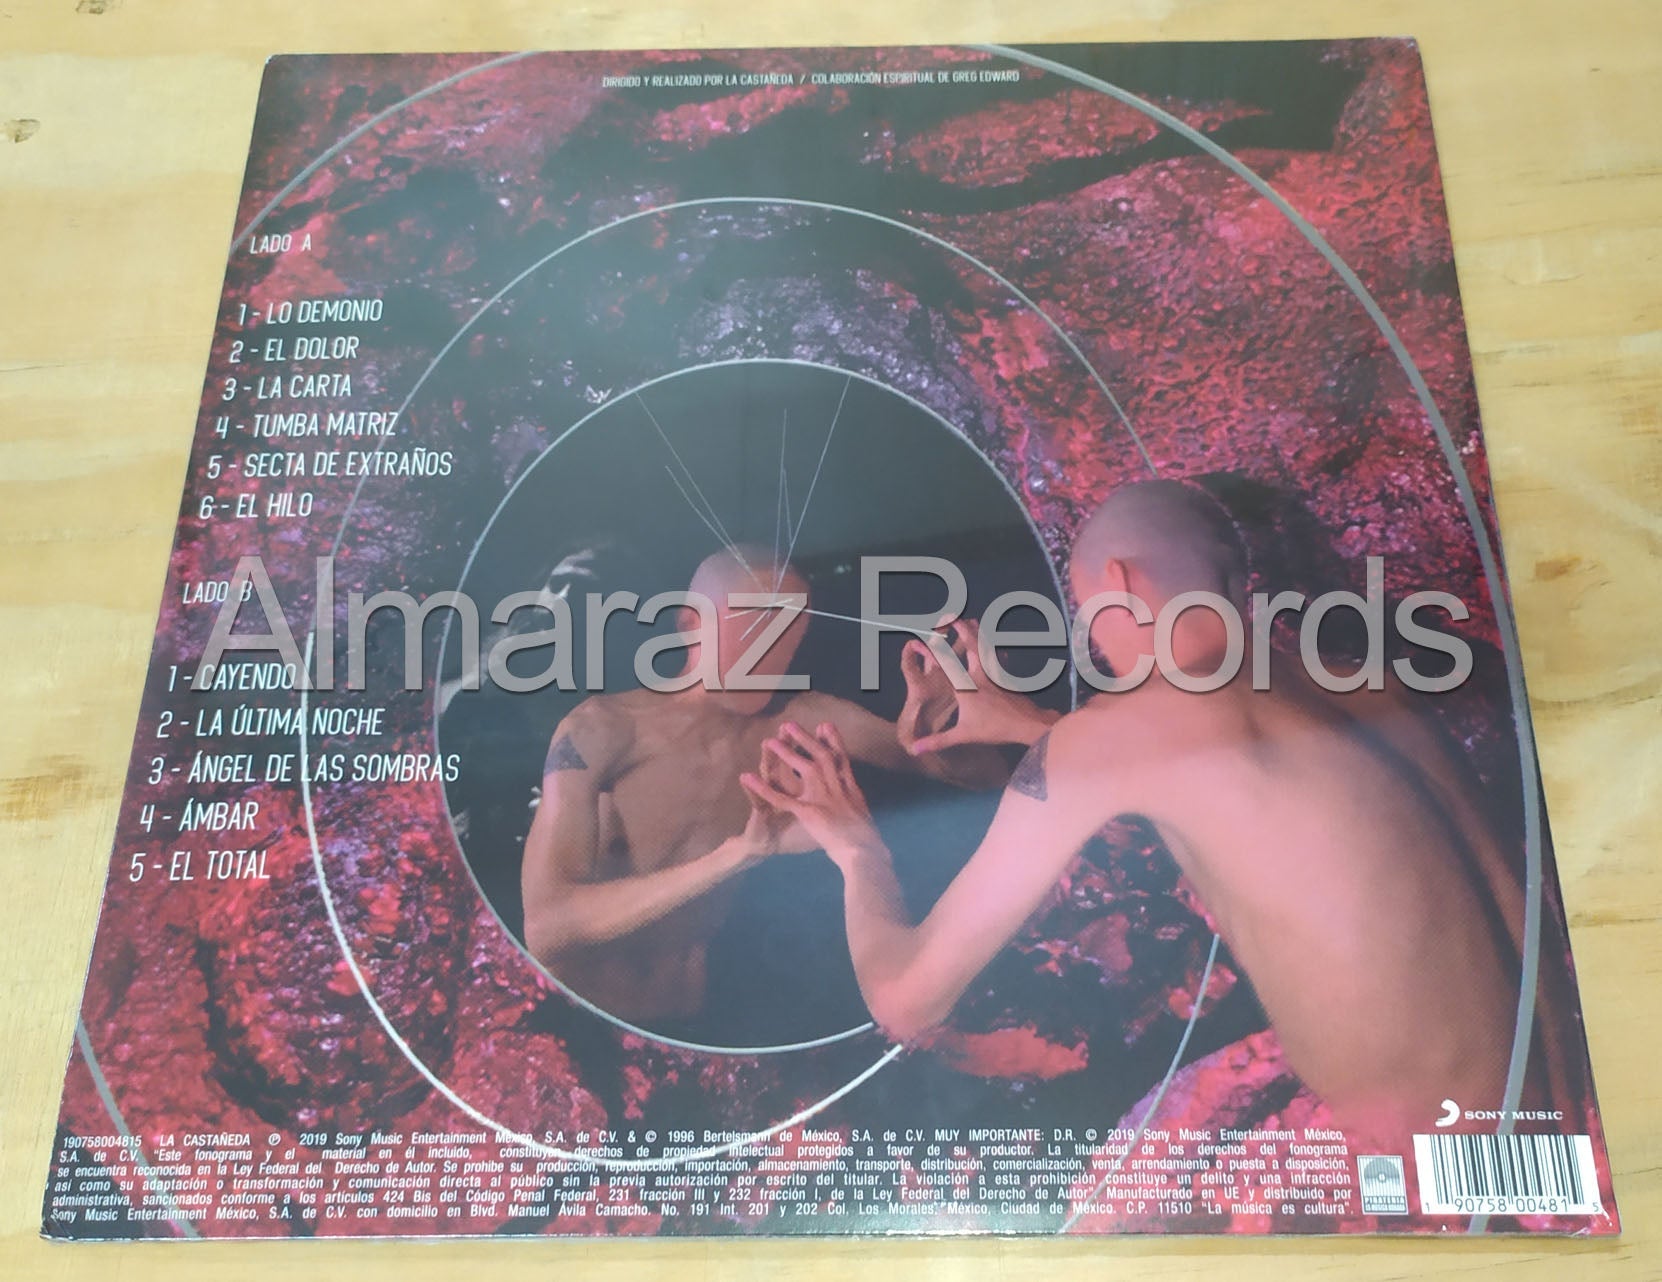 DIRIGIDO Y REALIZADO POR LA CASTAÑEDA / COLABORACIÓN ESPIRITUAL DE GREG EDWARD
LADO A
1 - LO DEMONIO
2 - EL DOLOR
3 - LA CARTA
4 - TUMBA MATRIZ
5 - SECTA DE EXTRAÑOS
6 - EL HILO
Almaraz Records
LADO B
1 - CAYENDO
2 - LA ÚLTIMA NOCHE
3 - ÁNGEL DE LAS SOMBRAS
4 - ÁMBAR
5 - EL TOTAL
SONY MUSIC
190758004815 LA CASTAÑEDA ℗ 2019 Sony Music Entertainment México, S.A. de C.V. & © 1996 Bertelsmann de México, S.A. de C.V. MUY IMPORTANTE: D.R. © 2019 Sony Music Entertainment México,
S.A. de C.V. "Este fonograma y el material en él incluido, constituyen derechos de propiedad intelectual protegidos a favor de su productor. La titularidad de los derechos del fonograma
se encuentra reconocida en la Ley Federal del Derecho de Autor. Se prohibe su producción, reproducción, importación, almacenamiento, transporte, distribución, comercialización, venta, arrendamiento o puesta a disposición,
así como su adaptación o transformación y comunicación directa al público sin la previa autorización por escrito del titular. La violación a esta prohibición constituye un delito y una infracción
administrativa, sancionados conforme a los artículos 424 Bis del Código Penal Federal, 231 fracción III y 232 fracción I, de la Ley Federal del Derecho de Autor". Manufacturado en UE y distribuido por
Sony Music Entertainment México, S.A. de C.V. con domicilio en Blvd. Manuel Ávila Camacho. No. 191 Int. 201 y 202 Col. Los Morales. México, Ciudad de México. C.P. 11510 "La música es cultura".
PIRATERIA
1 90758 00481 5